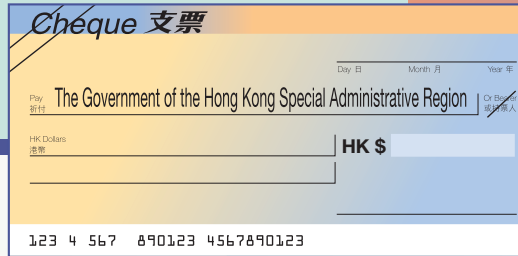 Cheque 支票
Day 日 Month 月 Year 年
Pay The Government of the Hong Kong Special Administrative Region Or Bearer
祈付 或持票人
HK Dollars
港幣
HK $
123 4 567 890123 4567890123